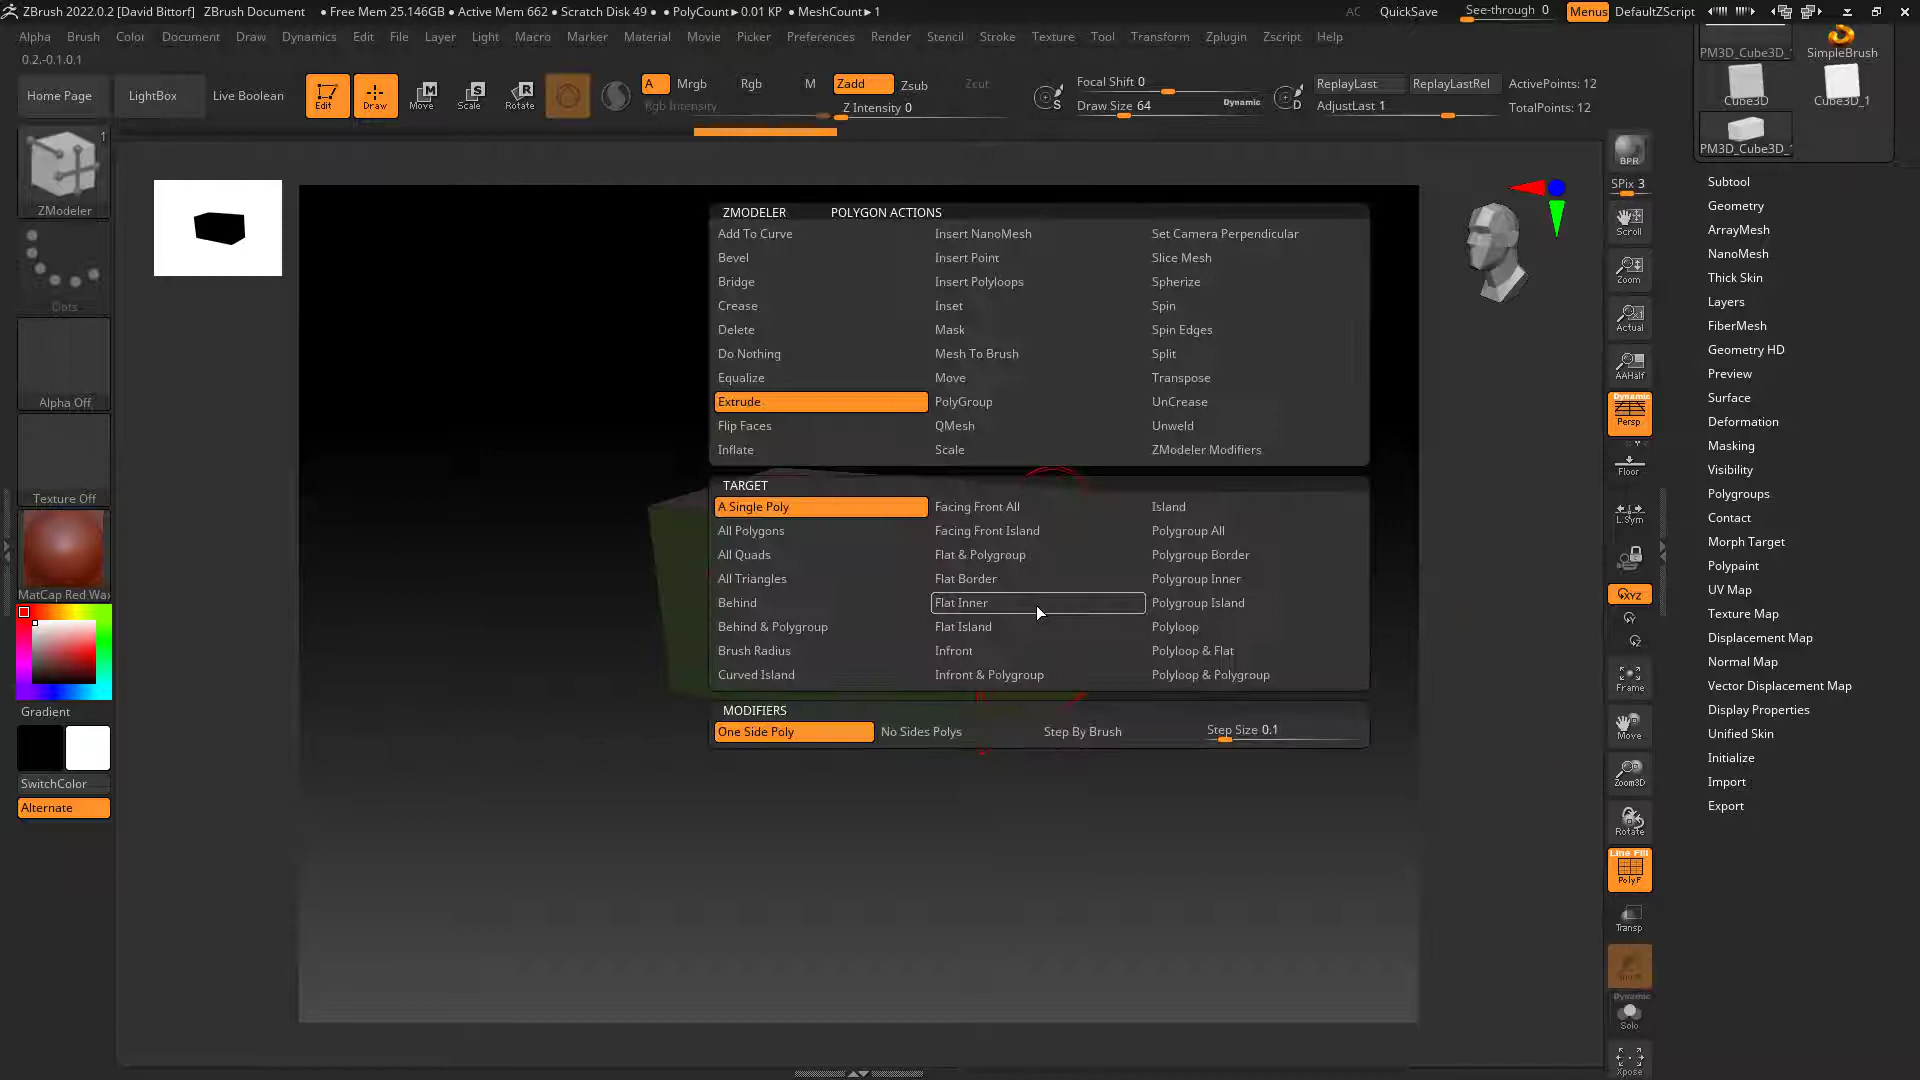 ZBrush 2022.0.2 [David Bittorf] ZBrush Document • Free Mem 25.146GB • Active Mem 662 • Scratch Disk 49 • PolyCount►0.01 KP • MeshCount►1 AC QuickSave See-through 0 Menus DefaultZScript
Alpha Brush Color Document Draw Dynamics Edit File Layer Light Macro Marker Material Movie Picker Preferences Render Stencil Stroke Texture Tool Transform Zplugin Zscript Help
0.2.-0.1.0.1
Home Page LightBox Live Boolean Edit Draw Move Scale Rotate
A Mrgb Rgb M Zadd Zsub Zcut
Rgb Intensity Z Intensity 0
Focal Shift 0
Draw Size 64 Dynamic
S D
ReplayLast ReplayLastRel ActivePoints: 12
AdjustLast 1 TotalPoints: 12
1
ZModeler
Dots
Alpha Off
Texture Off
MatCap Red Wax
Gradient
SwitchColor
Alternate
ZMODELER POLYGON ACTIONS
Add To Curve Insert NanoMesh Set Camera Perpendicular
Bevel Insert Point Slice Mesh
Bridge Insert Polyloops Spherize
Crease Inset Spin
Delete Mask Spin Edges
Do Nothing Mesh To Brush Split
Equalize Move Transpose
Extrude PolyGroup UnCrease
Flip Faces QMesh Unweld
Inflate Scale ZModeler Modifiers
TARGET
A Single Poly Facing Front All Island
All Polygons Facing Front Island Polygroup All
All Quads Flat & Polygroup Polygroup Border
All Triangles Flat Border Polygroup Inner
Behind Flat Inner Polygroup Island
Behind & Polygroup Flat Island Polyloop
Brush Radius Infront Polyloop & Flat
Curved Island Infront & Polygroup Polyloop & Polygroup
MODIFIERS
One Side Poly No Sides Polys Step By Brush Step Size 0.1
BPR
SPix 3
Scroll
Zoom
Actual
AAHalf
Dynamic
Persp
Floor
L.Sym
XYZ
Frame
Move
Zoom3D
Rotate
Line Fill
PolyF
Transp
Dynamic
Solo
Xpose
PM3D_Cube3D_ SimpleBrush
Cube3D Cube3D_1
PM3D_Cube3D_
Subtool
Geometry
ArrayMesh
NanoMesh
Thick Skin
Layers
FiberMesh
Geometry HD
Preview
Surface
Deformation
Masking
Visibility
Polygroups
Contact
Morph Target
Polypaint
UV Map
Texture Map
Displacement Map
Normal Map
Vector Displacement Map
Display Properties
Unified Skin
Initialize
Import
Export